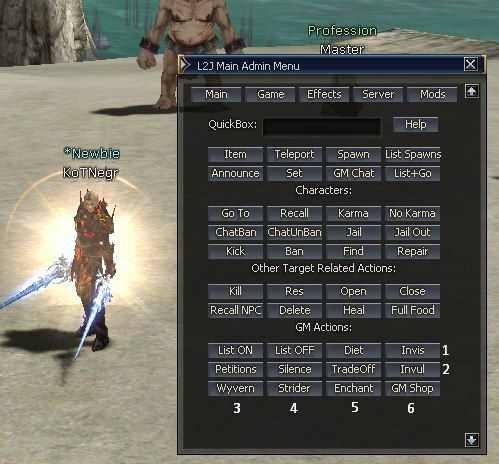 Profession
Master
L2J Main Admin Menu
Main Game Effects Server Mods
QuickBox: Help
*Newbie
KoTNegr
Item Teleport Spawn List Spawns
Announce Set GM Chat List+Go
Characters:
Go To Recall Karma No Karma
ChatBan ChatUnBan Jail Jail Out
Kick Ban Find Repair
Other Target Related Actions:
Kill Res Open Close
Recall NPC Delete Heal Full Food
GM Actions:
List ON List OFF Diet Invis 1
Petitions Silence TradeOff Invul 2
Wyvern Strider Enchant GM Shop
3 4 5 6